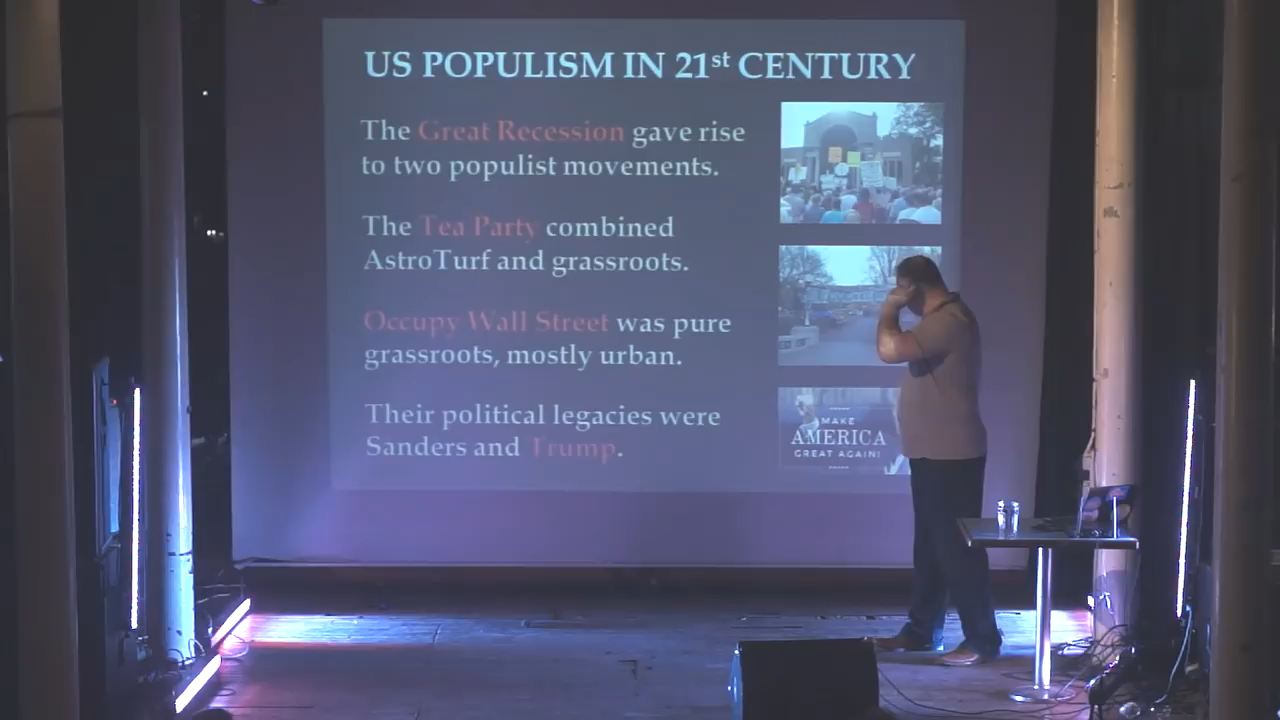 US POPULISM IN 21st CENTURY
The Great Recession gave rise
to two populist movements.
The Tea Party combined
AstroTurf and grassroots.
Occupy Wall Street was pure
grassroots, mostly urban.
Their political legacies were
Sanders and Trump.
MAKE
AMERICA
GREAT AGAIN!